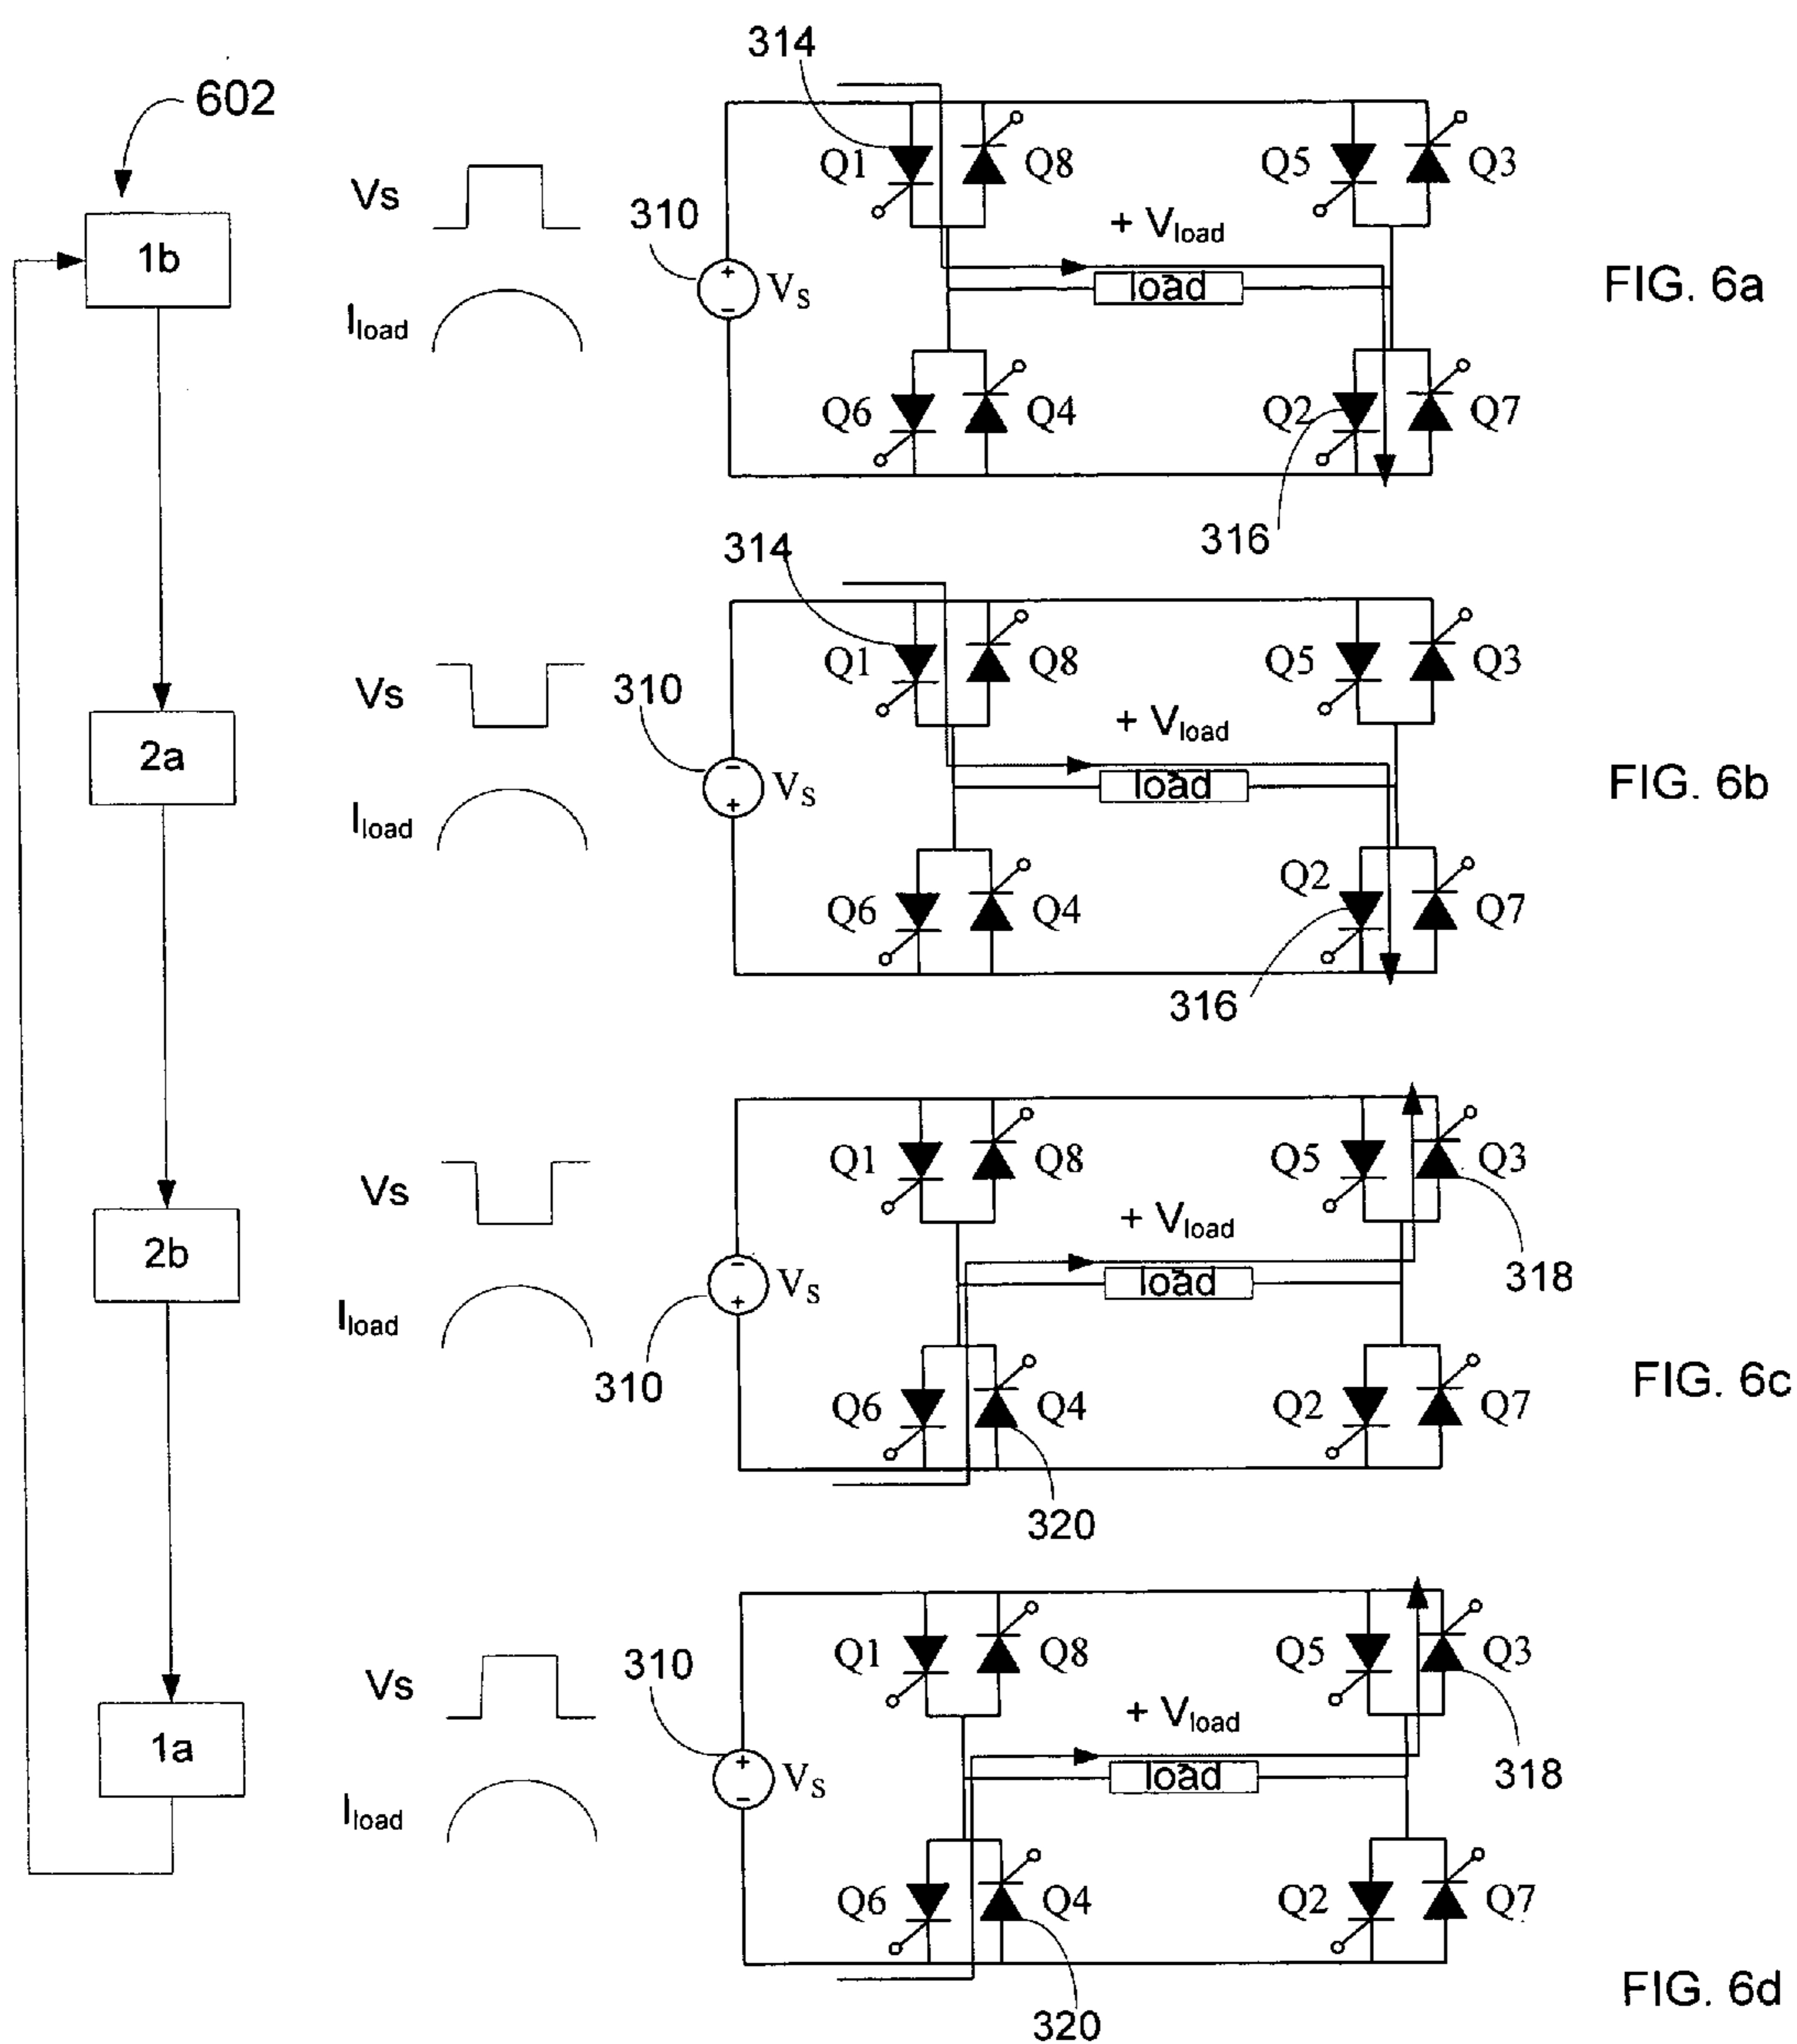 602
1b
2a
2b
1a
314
Vs
Iload
310
VS
Q1
Q8
Q5
Q3
+ Vload
load
Q6
Q4
Q2
Q7
316
FIG. 6a
314
Vs
Iload
310
VS
Q1
Q8
Q5
Q3
+ Vload
load
Q6
Q4
Q2
Q7
316
FIG. 6b
Vs
Iload
310
VS
Q1
Q8
Q5
Q3
318
+ Vload
load
Q6
Q4
Q2
Q7
320
FIG. 6c
Vs
Iload
310
VS
Q1
Q8
Q5
Q3
318
+ Vload
load
Q6
Q4
Q2
Q7
320
FIG. 6d